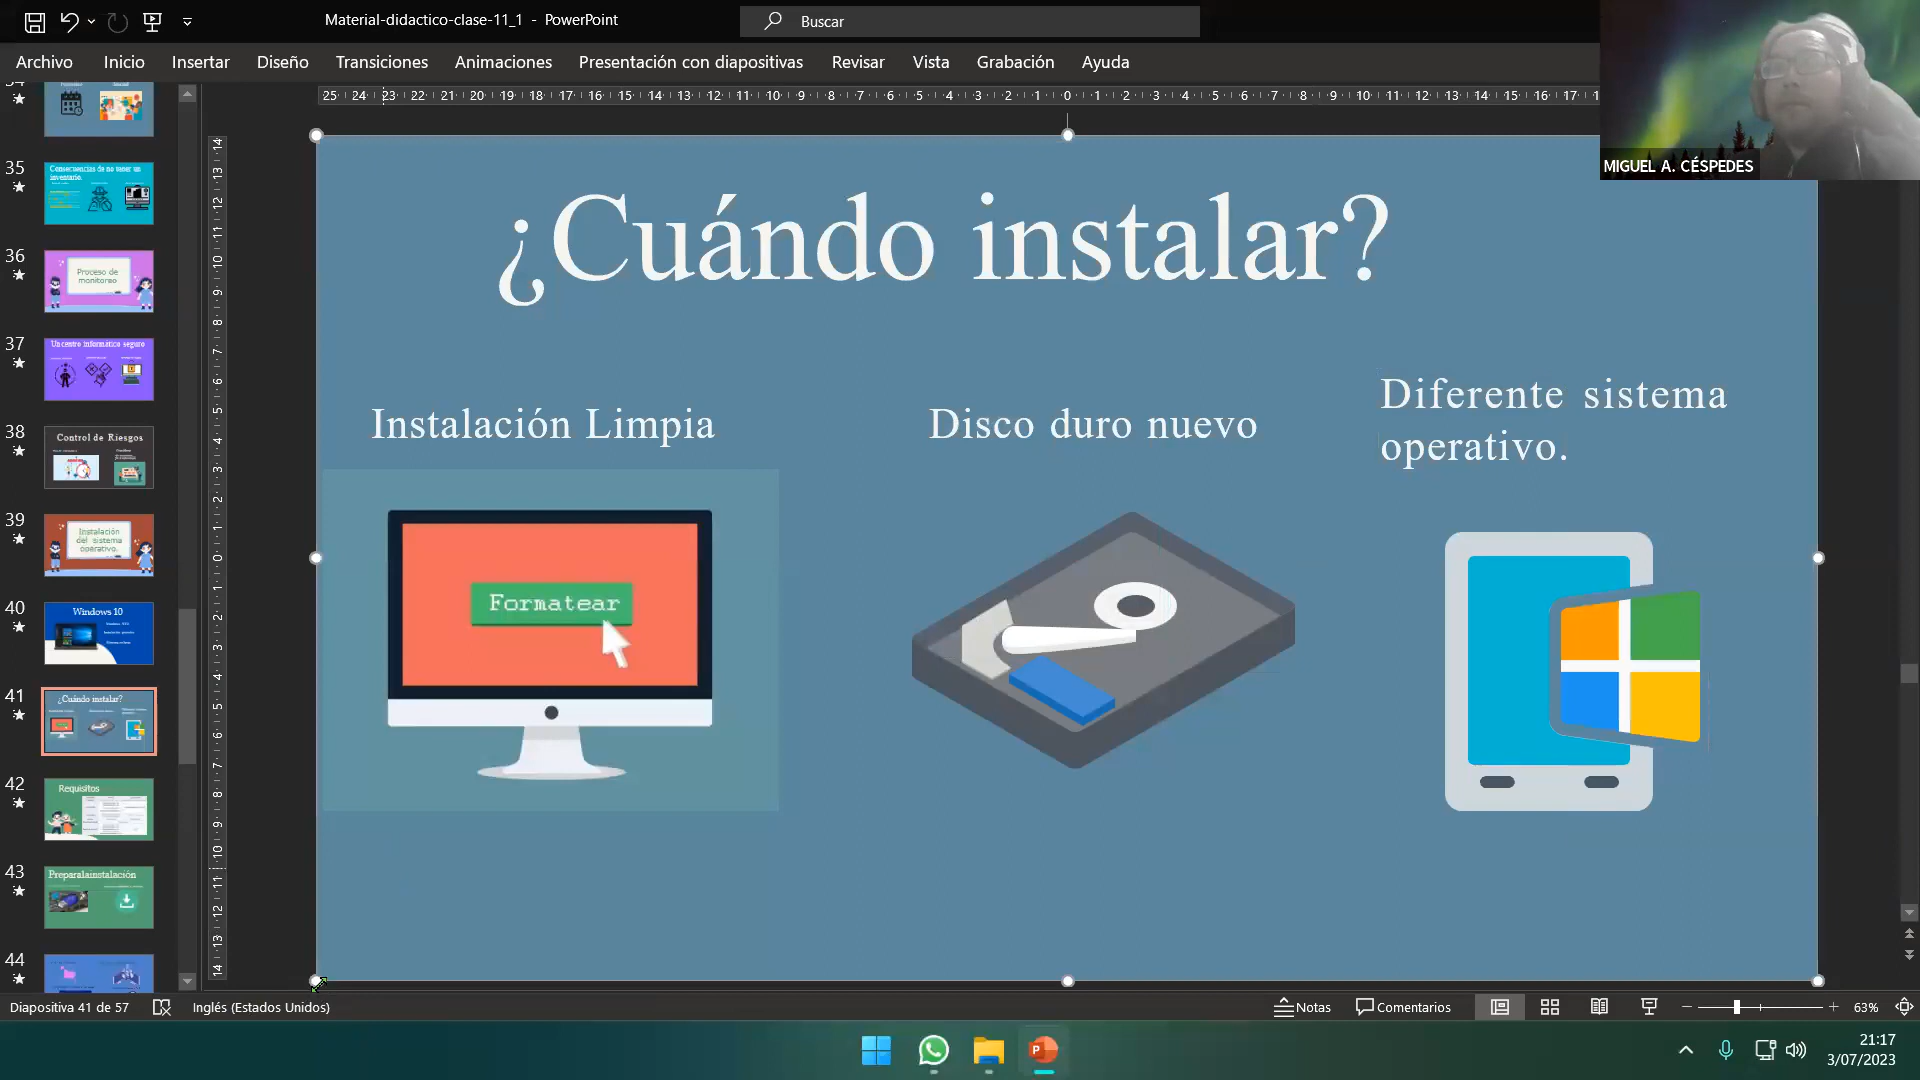 Material-didactico-clase-11_1 - PowerPoint
Buscar
Archivo Inicio Insertar Diseño Transiciones Animaciones Presentación con diapositivas Revisar Vista Grabación Ayuda
MIGUEL A. CÉSPEDES
35
Consecuencias de no tener un inventario.
36
Proceso de
monitoreo
37
Un centro informático seguro
38
Control de Riesgos
39
Instalación
del sistema
operativo.
40
Windows 10
41
¿Cuándo instalar?
42
Requisitos
43
Preparalainstalación
44
¿Cuándo instalar?
Instalación Limpia
Disco duro nuevo
Diferente sistema
operativo.
Formatear
Diapositiva 41 de 57
Inglés (Estados Unidos)
Notas
Comentarios
63%
21:17
3/07/2023